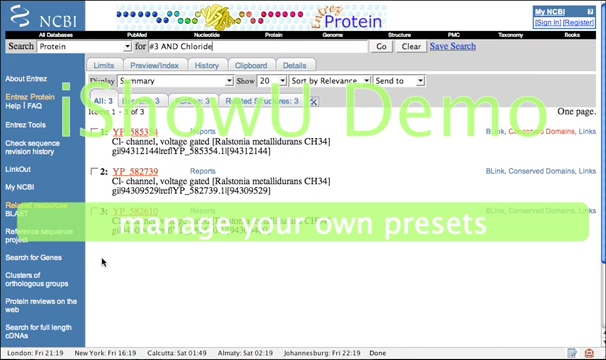 NCBI
Entrez
Protein
My NCBI
[?]
[Sign In] [Register]
All Databases PubMed Nucleotide Protein Genome Structure PMC Taxonomy Books
Search Protein for #3 AND Chloride Go Clear Save Search
Limits Preview/Index History Clipboard Details
Display Summary Show 20 Sort by Relevance Send to
All: 3 Related Structures: 3
Items 1 - 3 of 3 One page.
iShowU Demo
1: YP_585354 Reports BLink, Conserved Domains, Links
Cl- channel, voltage gated [Ralstonia metallidurans CH34]
gi|94312144|ref|YP_585354.1|[94312144]
2: YP_582739 Reports BLink, Conserved Domains, Links
Cl- channel, voltage gated [Ralstonia metallidurans CH34]
gi|94309529|ref|YP_582739.1|[94309529]
3: YP_582610 Reports BLink, Conserved Domains, Links
manage your own presets
About Entrez
Entrez Protein
Help | FAQ
Entrez Tools
Check sequence
revision history
LinkOut
My NCBI
Related resources
BLAST
Reference sequence
project
Search for Genes
Clusters of
orthologous groups
Protein reviews on the
web
Search for full length
cDNAs
London: Fri 21:19 New York: Fri 16:19 Calcutta: Sat 01:49 Almaty: Sat 02:19 Johannesburg: Fri 22:19 Done